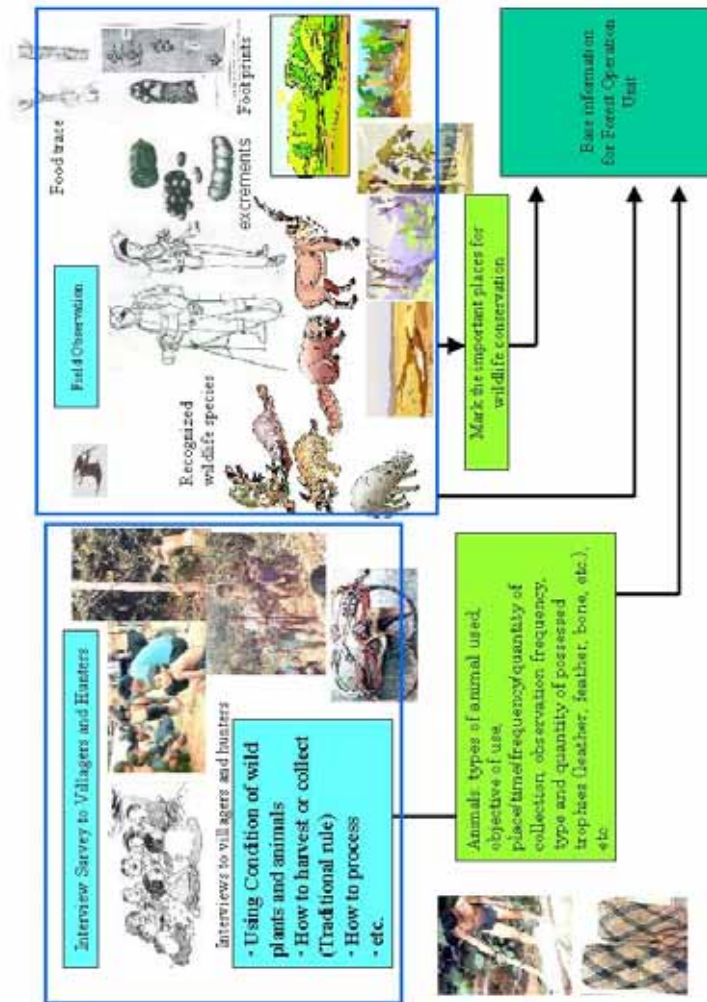 Interview Survey to Villagers and Hunters
Interviews to villagers and hunters
- Using Condition of wild
plants and animals
- How to harvest or collect
(Traditional rule)
- How to process
- etc.
Animals: types of animal used,
objective of use,
place/time/frequency/quantity of
collection, observation frequency,
type and quantity of possessed
trophies (leather, feather, bone, etc.),
etc
Field Observation
Recognized
wildlife species
Food trace
excrements
Footprints
Mark the important places for
wildlife conservation
Base information
for Forest Operation
Unit